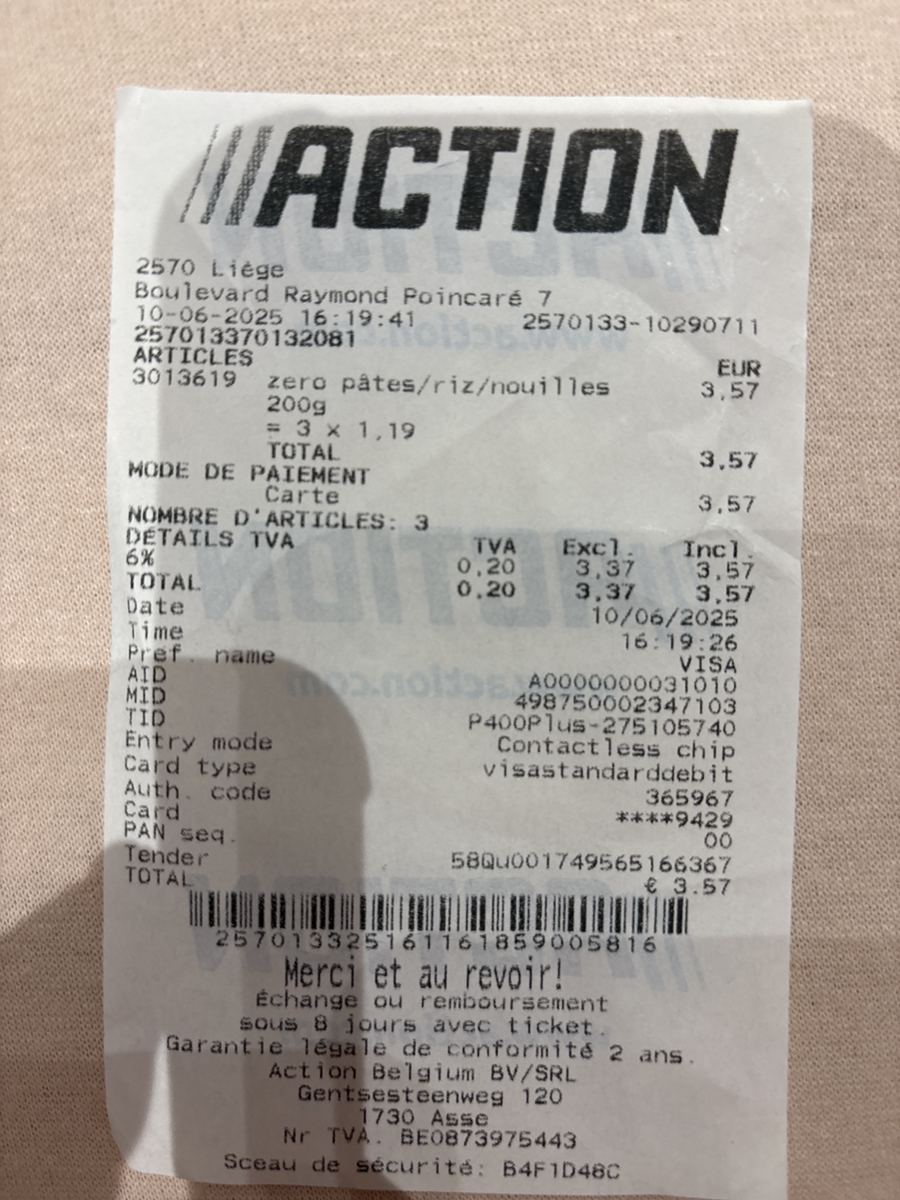 ACTION
2570 Liège
Boulevard Raymond Poincaré 7
10-06-2025 16:19:41 2570133-10290711
257013370132081
ARTICLES EUR
3013619 zero pâtes/riz/nouilles 3,57
200g
= 3 x 1,19
TOTAL 3,57
MODE DE PAIEMENT
Carte 3,57
NOMBRE D'ARTICLES: 3
DÉTAILS TVA TVA Excl. Incl.
6% 0,20 3,37 3,57
TOTAL 0,20 3,37 3,57
Date 10/06/2025
Time 16:19:26
Pref. name VISA
AID A0000000031010
MID 498750002347103
TID P400Plus-275105740
Entry mode Contactless chip
Card type visastandarddebit
Auth. code 365967
Card ****9429
PAN seq. 00
Tender 58Qu001749565166367
TOTAL € 3.57
257013325161161859005816
Merci et au revoir!
Échange ou remboursement
sous 8 jours avec ticket.
Garantie légale de conformité 2 ans.
Action Belgium BV/SRL
Gentsesteenweg 120
1730 Asse
Nr TVA. BE0873975443
Sceau de sécurité: B4F1D48C